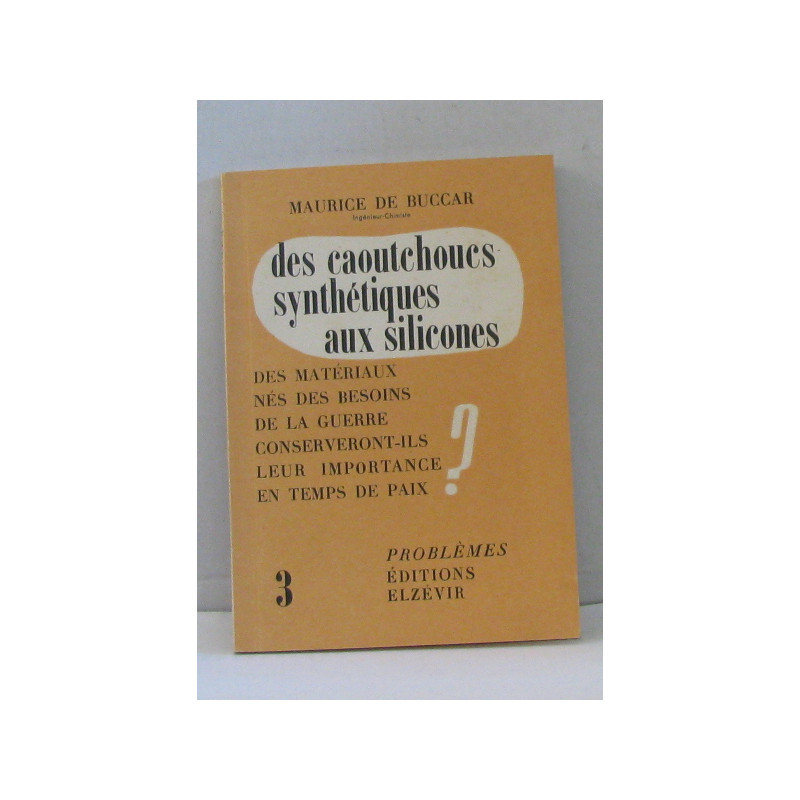 MAURICE DE BUCCAR
Ingénieur-Chimiste
des caoutchoucs
synthétiques
aux silicones
DES MATÉRIAUX
NÉS DES BESOINS
DE LA GUERRE
CONSERVERONT-ILS
LEUR IMPORTANCE
EN TEMPS DE PAIX ?
3
PROBLÈMES
ÉDITIONS
ELZÉVIR